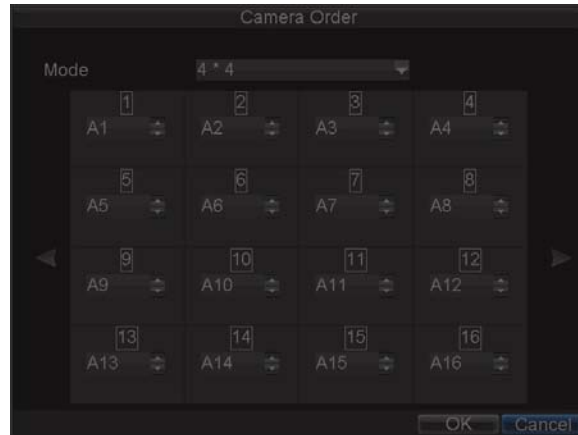 Camera Order
Mode 4 * 4
1 2 3 4
A1 A2 A3 A4
5 6 7 8
A5 A6 A7 A8
9 10 11 12
A9 A10 A11 A12
13 14 15 16
A13 A14 A15 A16
OK Cancel